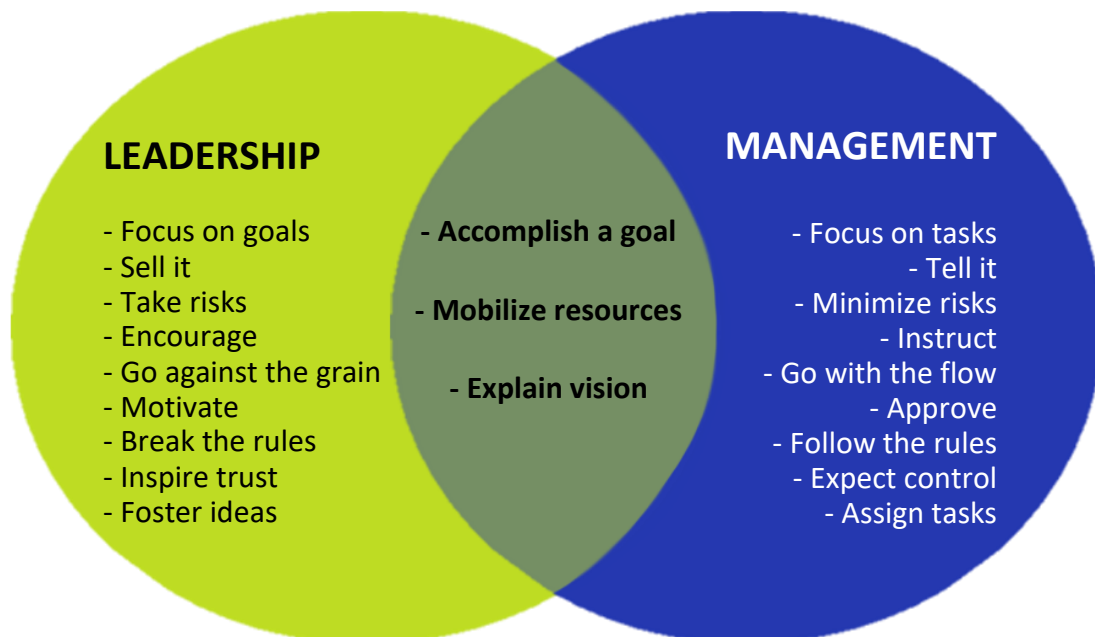 LEADERSHIP
- Focus on goals
- Sell it
- Take risks
- Encourage
- Go against the grain
- Motivate
- Break the rules
- Inspire trust
- Foster ideas
- Accomplish a goal
- Mobilize resources
- Explain vision
MANAGEMENT
- Focus on tasks
- Tell it
- Minimize risks
- Instruct
- Go with the flow
- Approve
- Follow the rules
- Expect control
- Assign tasks